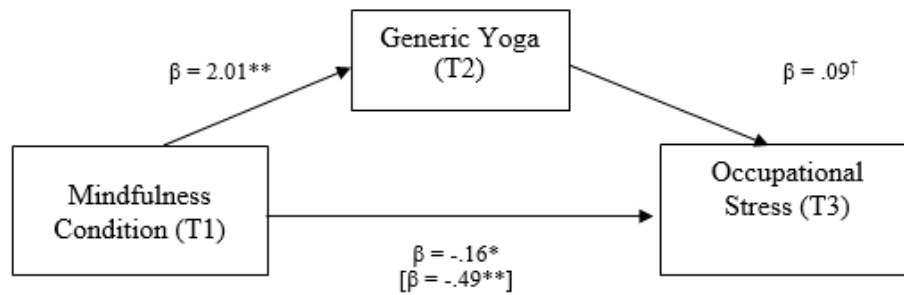 Generic Yoga
(T2)
β = 2.01**
β = .09†
Mindfulness
Condition (T1)
Occupational
Stress (T3)
β = -.16*
[β = -.49**]